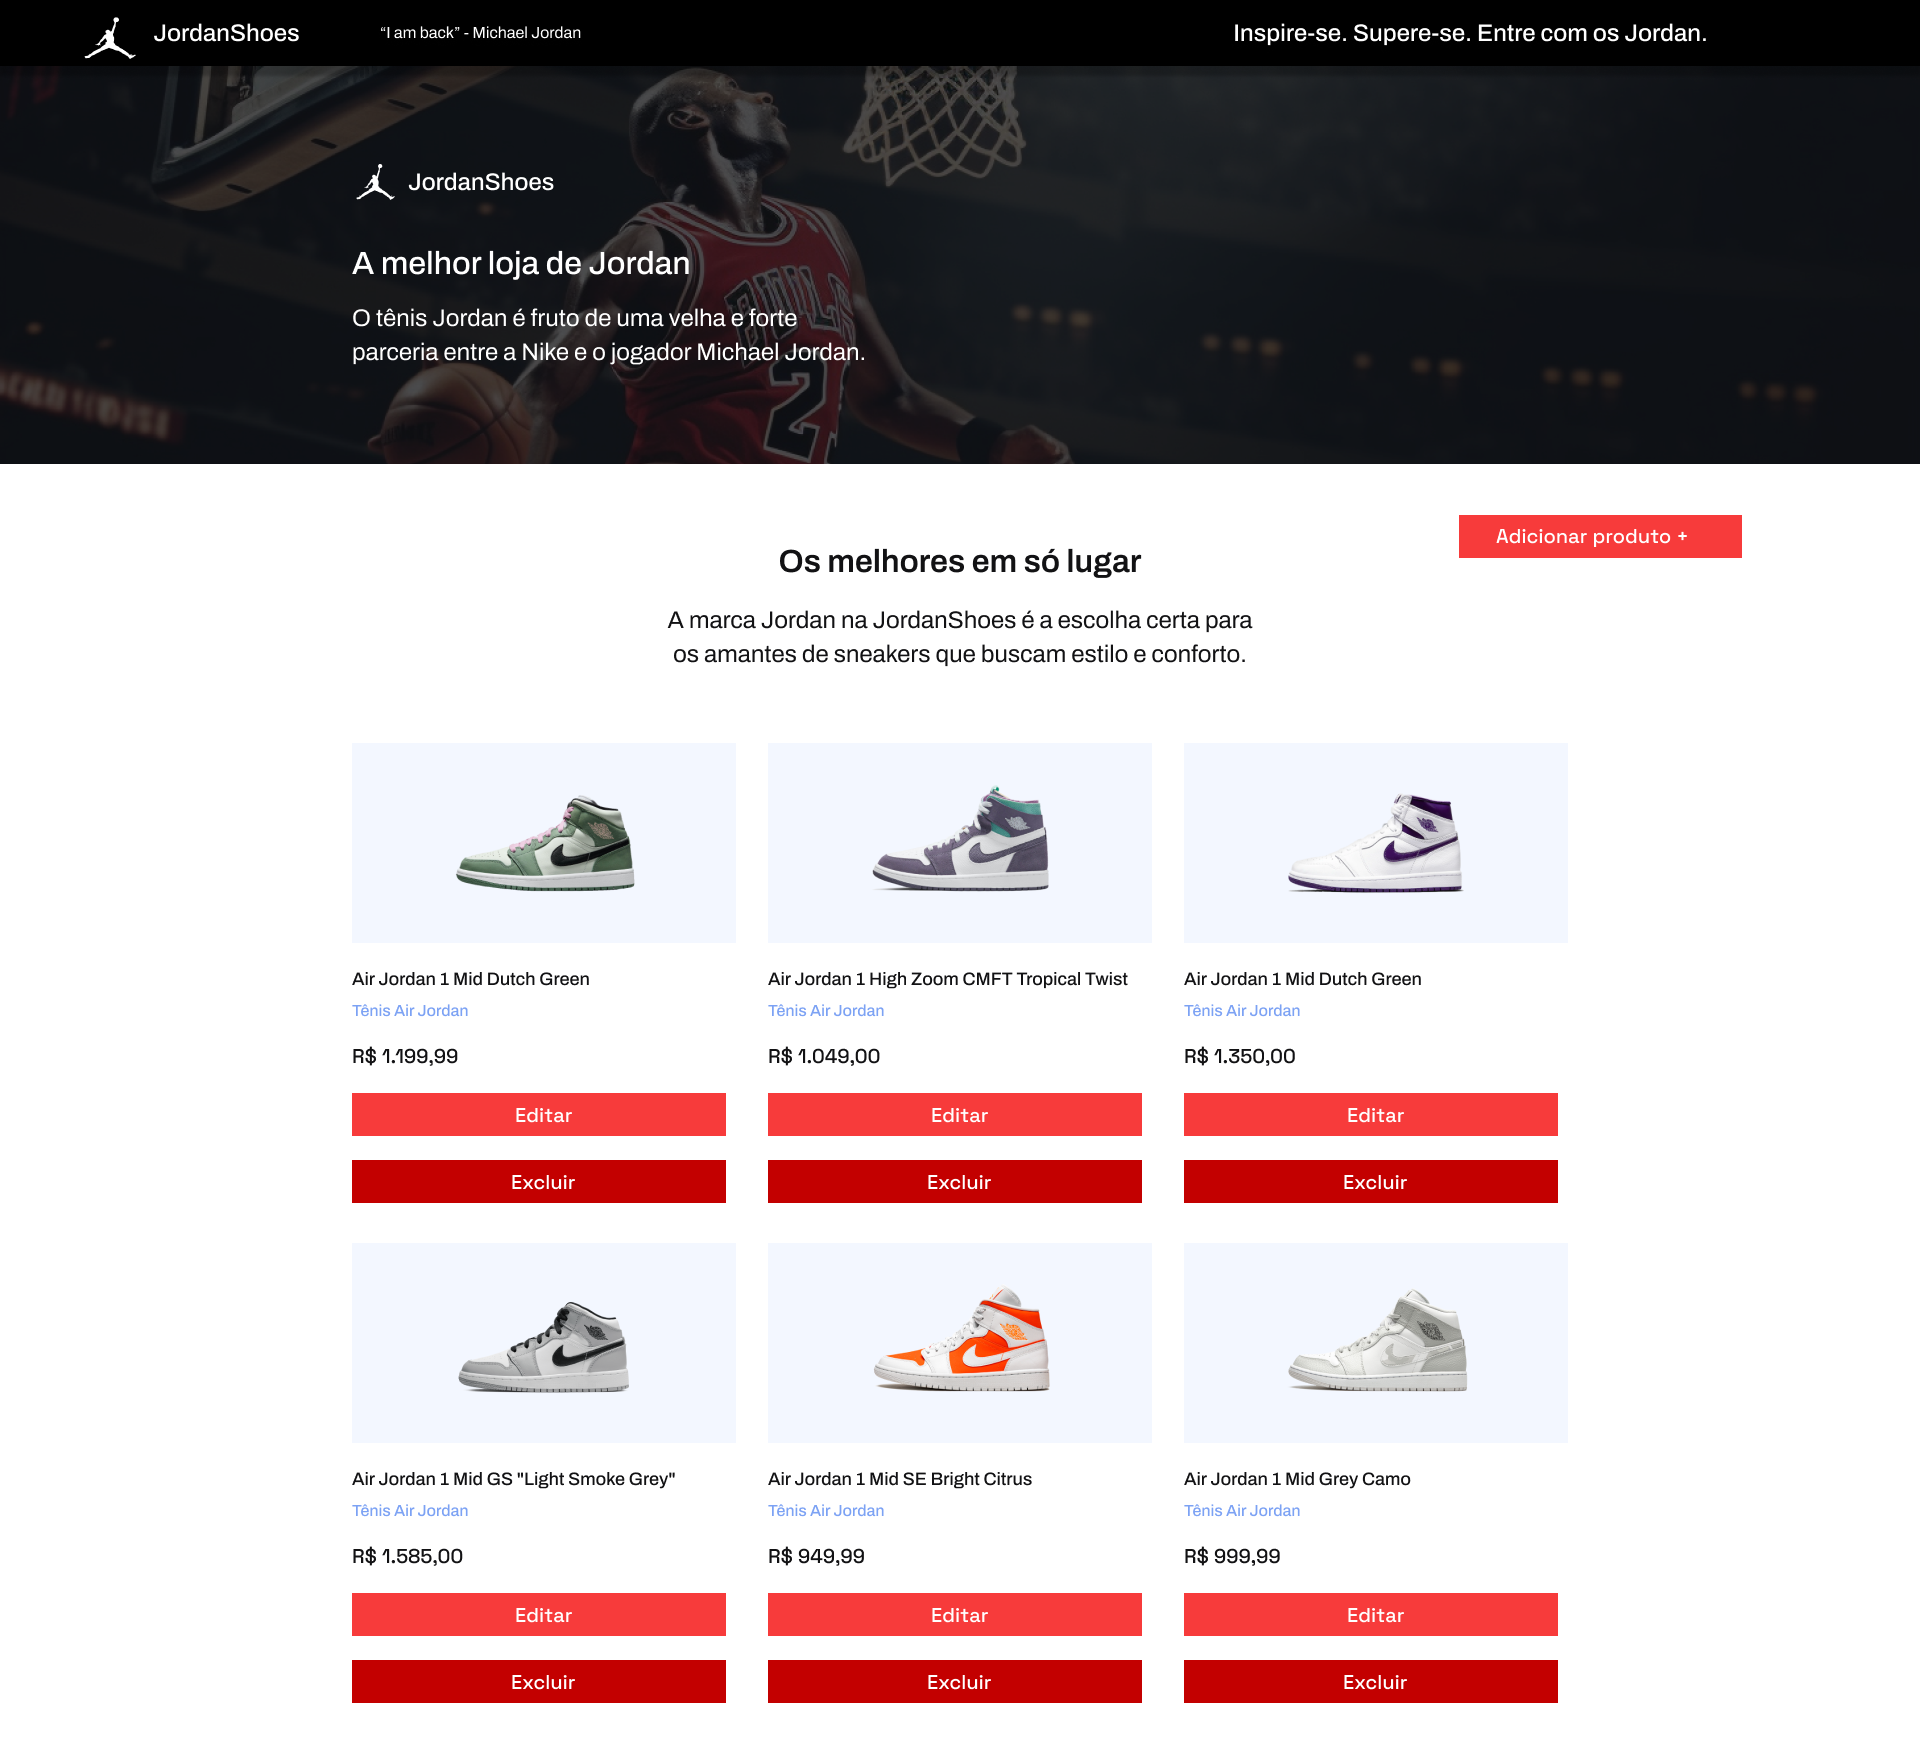 JordanShoes
“I am back” - Michael Jordan
Inspire-se. Supere-se. Entre com os Jordan.
JordanShoes
A melhor loja de Jordan
O tênis Jordan é fruto de uma velha e forte
parceria entre a Nike e o jogador Michael Jordan.
BULLS
2
Adicionar produto +
Os melhores em só lugar
A marca Jordan na JordanShoes é a escolha certa para
os amantes de sneakers que buscam estilo e conforto.
Air Jordan 1 Mid Dutch Green
Tênis Air Jordan
R$ 1.199,99
Editar
Excluir
Air Jordan 1 High Zoom CMFT Tropical Twist
Tênis Air Jordan
R$ 1.049,00
Editar
Excluir
Air Jordan 1 Mid Dutch Green
Tênis Air Jordan
R$ 1.350,00
Editar
Excluir
Air Jordan 1 Mid GS "Light Smoke Grey"
Tênis Air Jordan
R$ 1.585,00
Editar
Excluir
Air Jordan 1 Mid SE Bright Citrus
Tênis Air Jordan
R$ 949,99
Editar
Excluir
Air Jordan 1 Mid Grey Camo
Tênis Air Jordan
R$ 999,99
Editar
Excluir